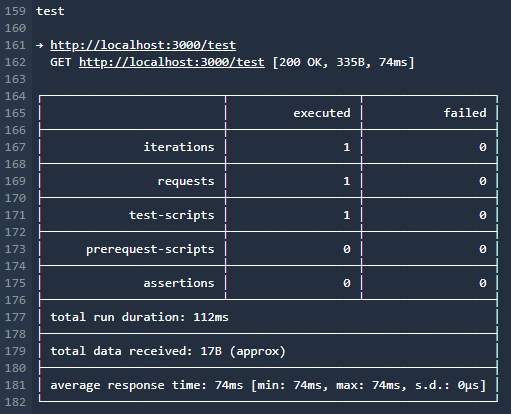 159 test
160
161 → http://localhost:3000/test
162 GET http://localhost:3000/test [200 OK, 335B, 74ms]
163
164
165 executed failed
166
167 iterations 1 0
168
169 requests 1 0
170
171 test-scripts 1 0
172
173 prerequest-scripts 0 0
174
175 assertions 0 0
176
177 total run duration: 112ms
178
179 total data received: 17B (approx)
180
181 average response time: 74ms [min: 74ms, max: 74ms, s.d.: 0µs]
182